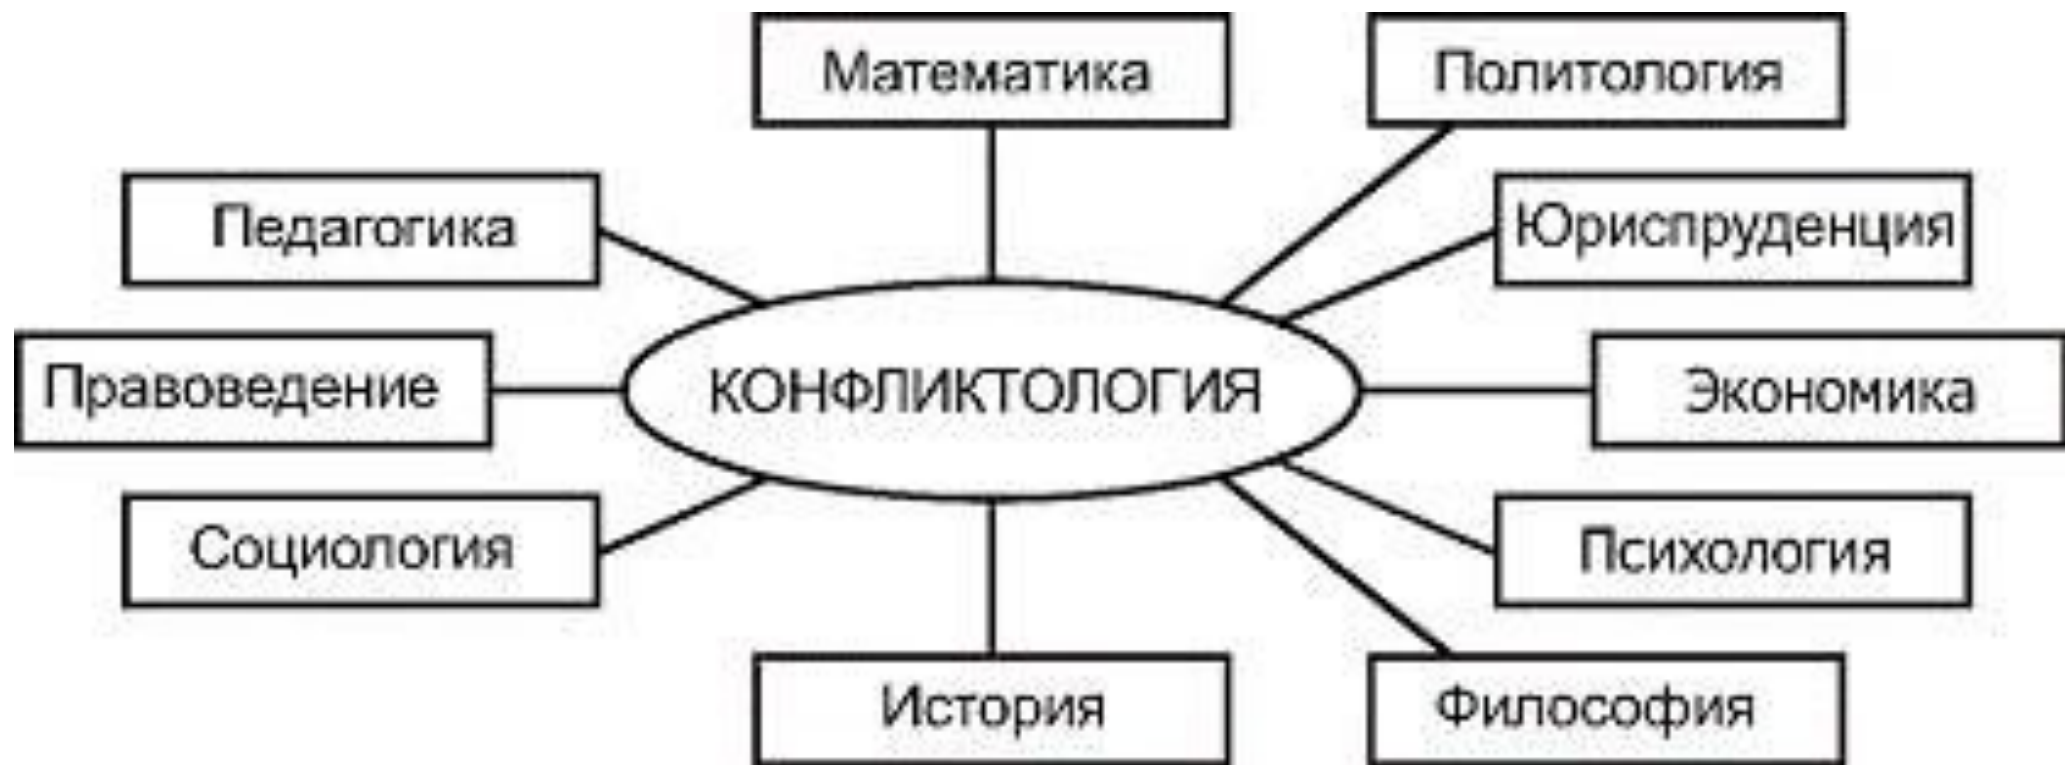 Математика
Политология
Педагогика
Юриспруденция
Правоведение
КОНФЛИКТОЛОГИЯ
Экономика
Социология
Психология
История
Философия